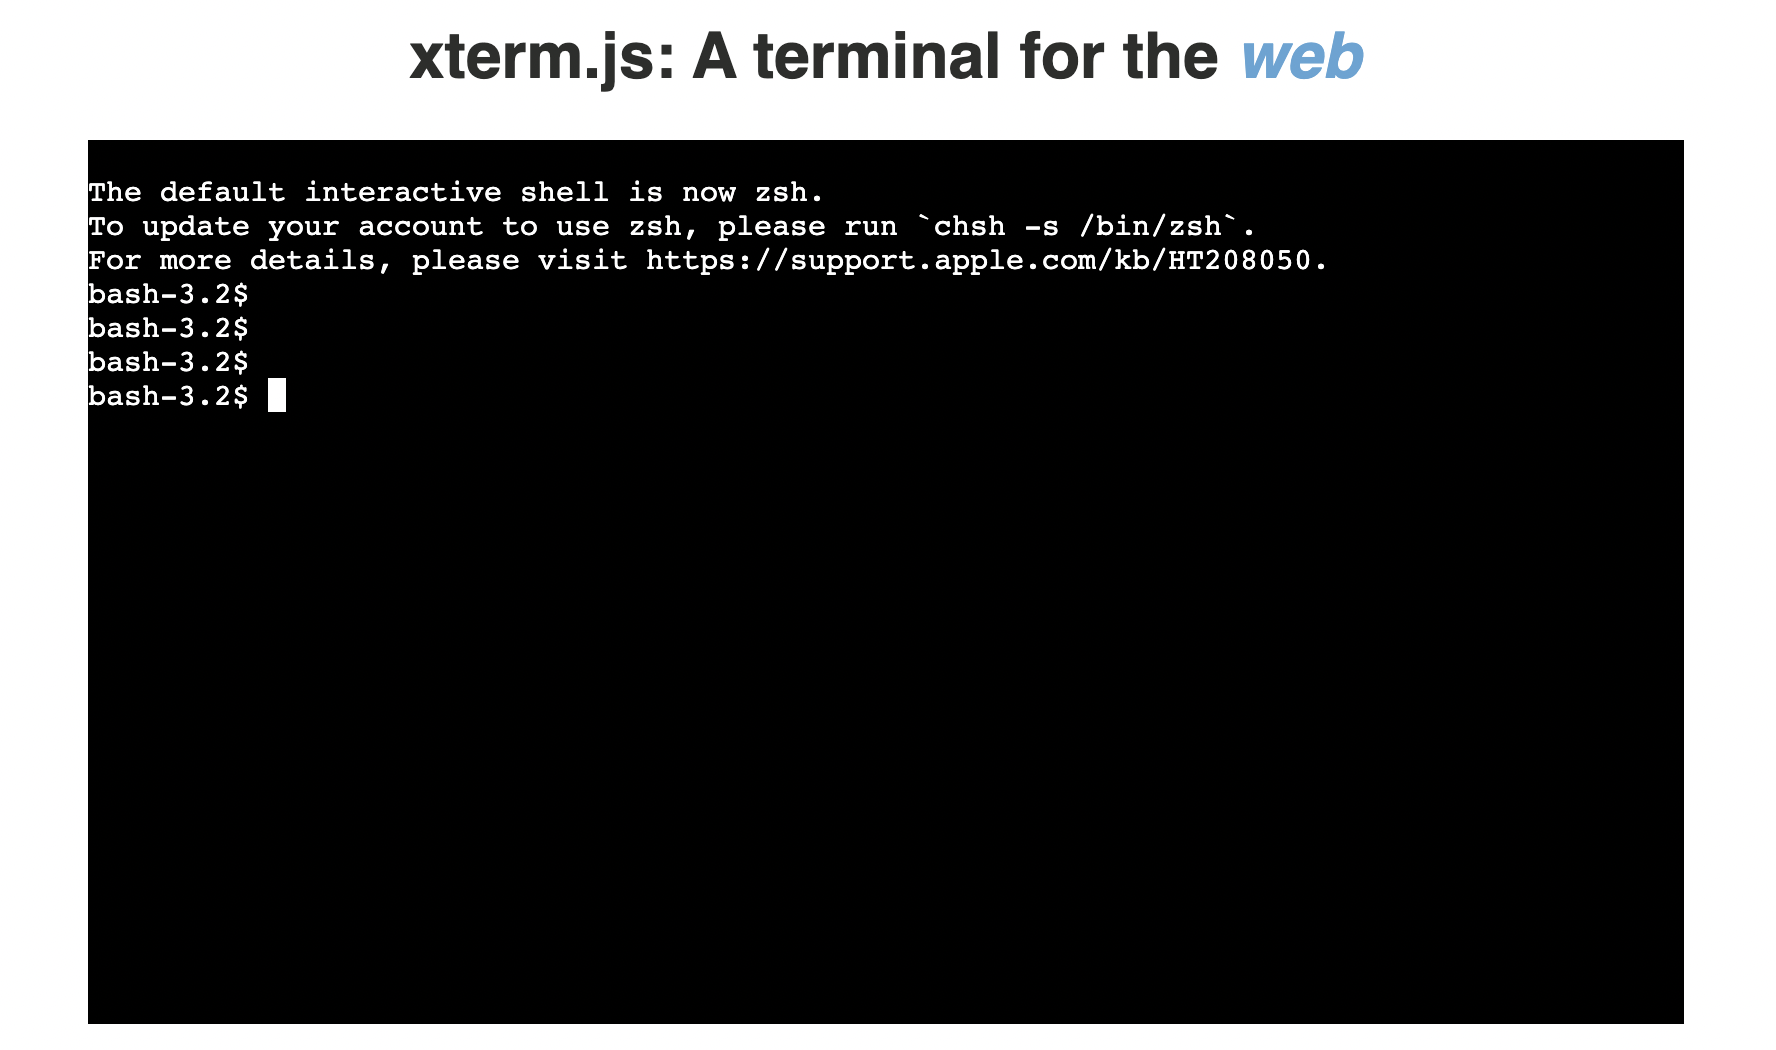 xterm.js: A terminal for the web
The default interactive shell is now zsh.
To update your account to use zsh, please run `chsh -s /bin/zsh`.
For more details, please visit https://support.apple.com/kb/HT208050.
bash-3.2$
bash-3.2$
bash-3.2$
bash-3.2$